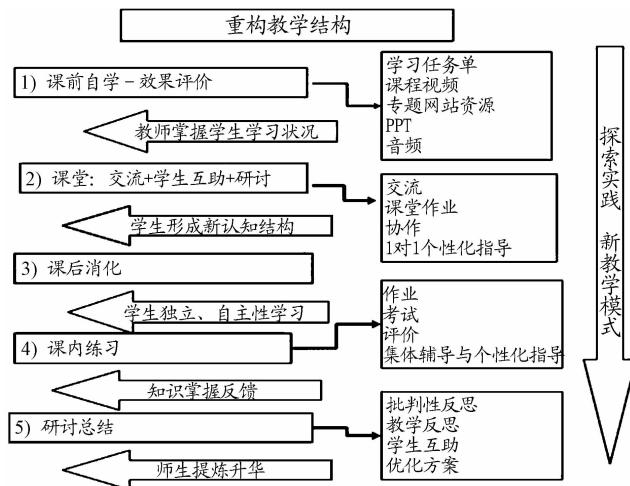 重构教学结构
1) 课前自学－效果评价
学习任务单
课程视频
专题网站资源
PPT
音频
教师掌握学生学习状况
2) 课堂：交流+学生互助+研讨
交流
课堂作业
协作
1对1个性化指导
学生形成新认知结构
3) 课后消化
学生独立、自主性学习
作业
考试
评价
集体辅导与个性化指导
4) 课内练习
知识掌握反馈
5) 研讨总结
批判性反思
教学反思
学生互助
优化方案
师生提炼升华
探索实践 新教学模式